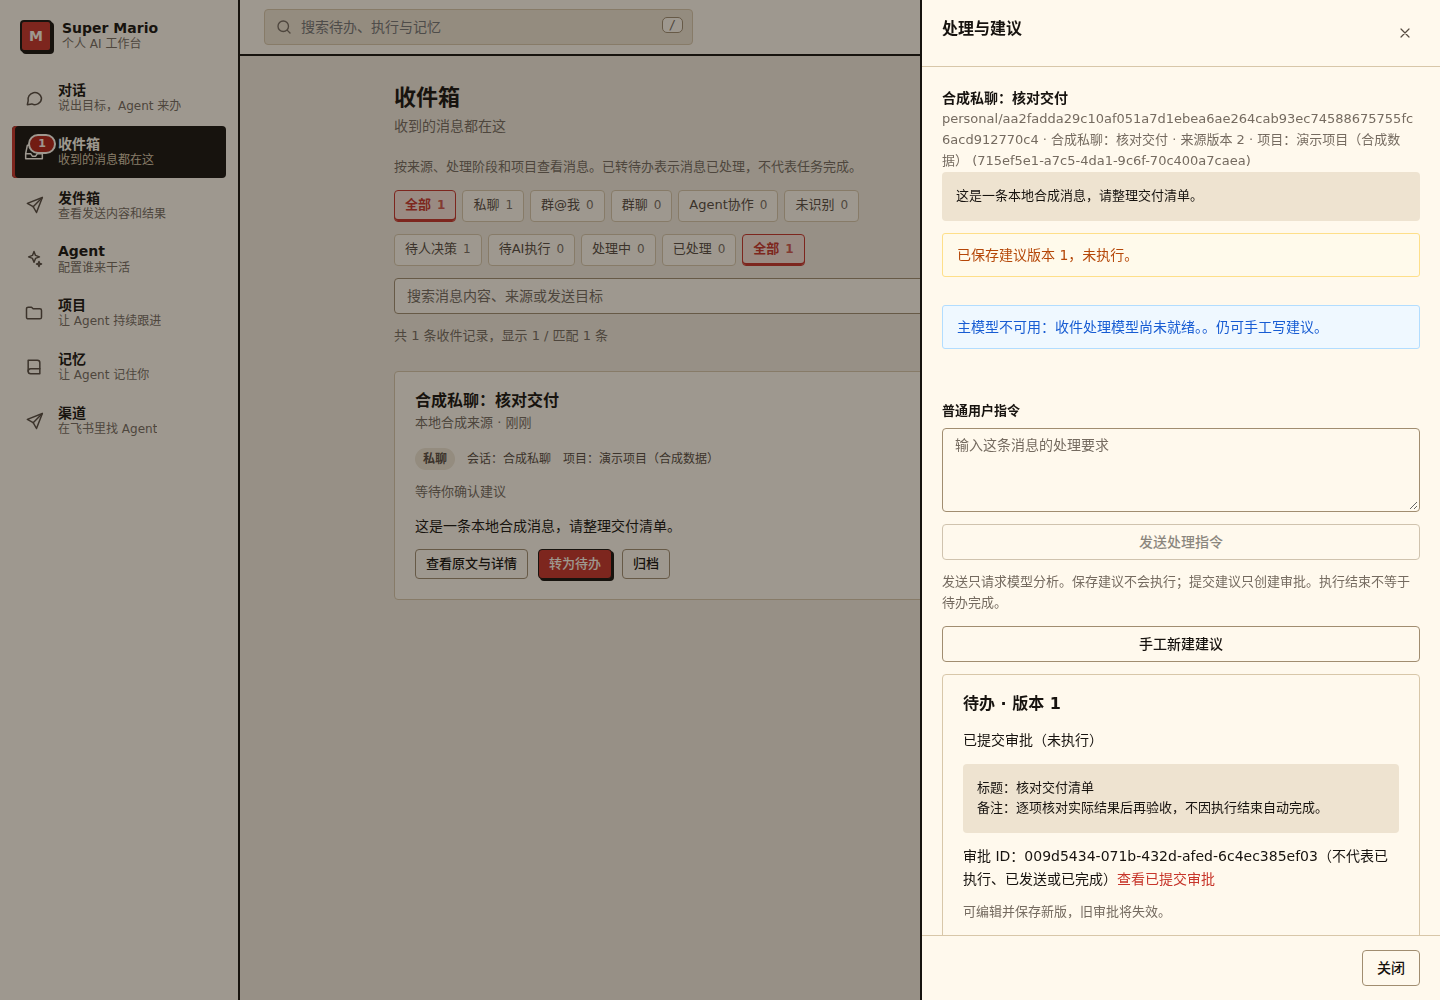 M
Super Mario
个人 AI 工作台
对话
说出目标，Agent 来办
1
收件箱
收到的消息都在这
发件箱
查看发送内容和结果
Agent
配置谁来干活
项目
让 Agent 持续跟进
记忆
让 Agent 记住你
渠道
在飞书里找 Agent
搜索待办、执行与记忆
/
收件箱
收到的消息都在这
按来源、处理阶段和项目查看消息。已转待办表示消息已处理，不代表任务完成。
全部 1 私聊 1 群@我 0 群聊 0 Agent协作 0 未识别 0
待人决策 1 待AI执行 0 处理中 0 已处理 0 全部 1
搜索消息内容、来源或发送目标
共 1 条收件记录，显示 1 / 匹配 1 条
合成私聊：核对交付
本地合成来源 · 刚刚
私聊 会话：合成私聊 项目：演示项目（合成数据）
等待你确认建议
这是一条本地合成消息，请整理交付清单。
查看原文与详情 转为待办 归档
处理与建议
×
合成私聊：核对交付
personal/aa2fadda29c10af051a7d1ebea6ae264cab93ec74588675755fc
6acd912770c4 · 合成私聊：核对交付 · 来源版本 2 · 项目：演示项目（合成数
据） (715ef5e1-a7c5-4da1-9c6f-70c400a7caea)
这是一条本地合成消息，请整理交付清单。
已保存建议版本 1，未执行。
主模型不可用：收件处理模型尚未就绪。。仍可手工写建议。
普通用户指令
输入这条消息的处理要求
发送处理指令
发送只请求模型分析。保存建议不会执行；提交建议只创建审批。执行结束不等于
待办完成。
手工新建建议
待办 · 版本 1
已提交审批（未执行）
标题：核对交付清单
备注：逐项核对实际结果后再验收，不因执行结束自动完成。
审批 ID：009d5434-071b-432d-afed-6c4ec385ef03（不代表已
执行、已发送或已完成）查看已提交审批
可编辑并保存新版，旧审批将失效。
关闭